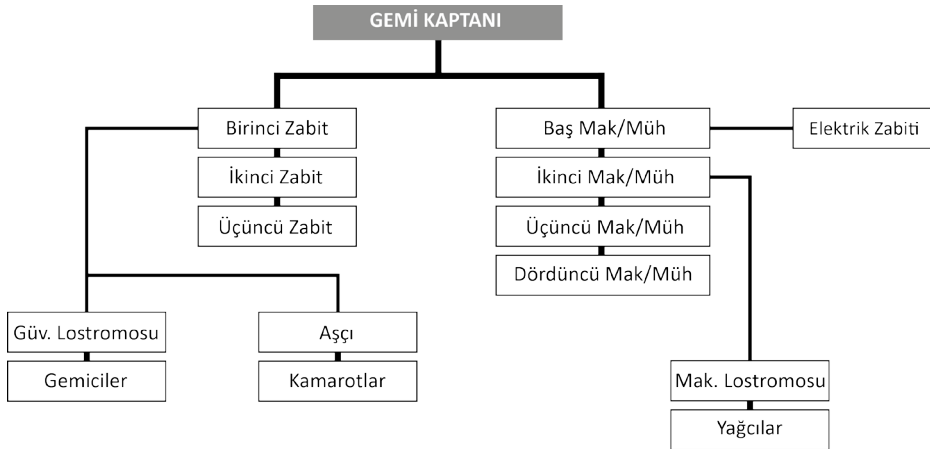 GEMİ KAPTANI
Birinci Zabit
Baş Mak/Müh
Elektrik Zabiti
İkinci Zabit
İkinci Mak/Müh
Üçüncü Zabit
Üçüncü Mak/Müh
Dördüncü Mak/Müh
Güv. Lostromosu
Aşçı
Gemiciler
Kamarotlar
Mak. Lostromosu
Yağcılar